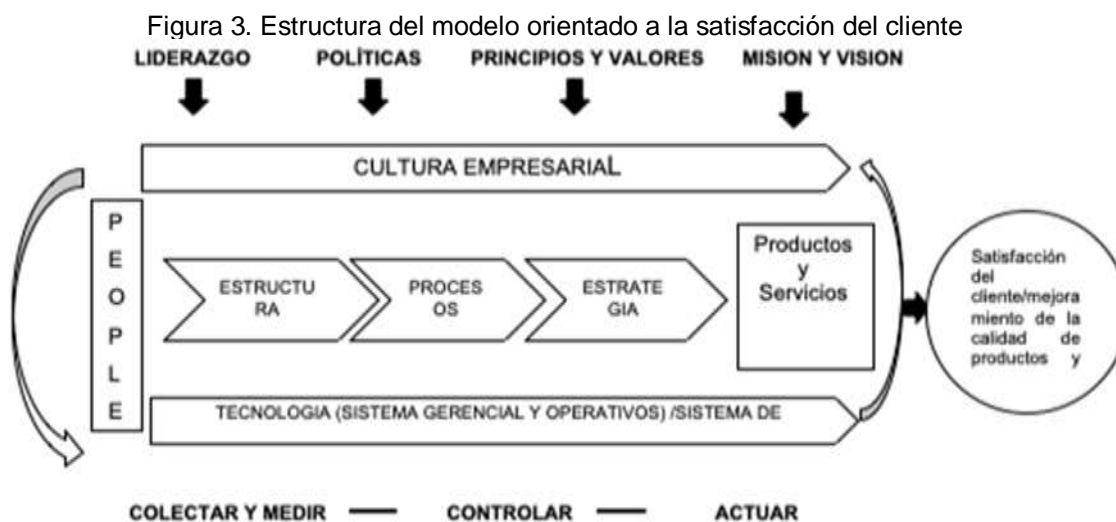 Figura 3. Estructura del modelo orientado a la satisfacción del cliente
LIDERAZGO POLÍTICAS PRINCIPIOS Y VALORES MISION Y VISION
CULTURA EMPRESARIAL
PEOPLE
ESTRUCTU
RA
PROCES
OS
ESTRATE
GIA
Productos
y
Servicios
Satisfacción
del
cliente/mejora
miento de la
calidad de
productos y
TECNOLOGIA (SISTEMA GERENCIAL Y OPERATIVOS) /SISTEMA DE
COLECTAR Y MEDIR — CONTROLAR — ACTUAR